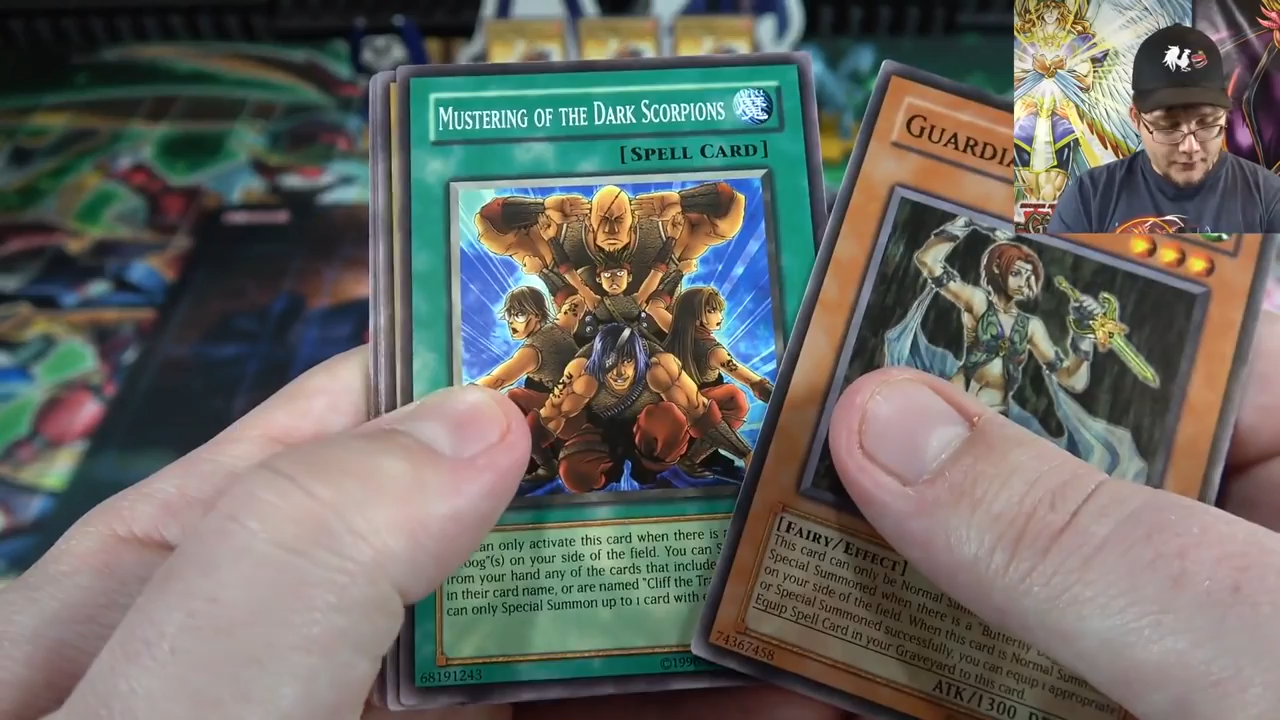 MUSTERING OF THE DARK SCORPIONS 魔
[SPELL CARD]
an only activate this card when there is
oog"(s) on your side of the field. You can
from your hand any of the cards that include
in their card name, or are named "Cliff the
can only Special Summon up to 1 card with
68191243
©1996
GUARDIA
[FAIRY/EFFECT]
This card can only be Normal
Special Summoned when there is a "Butterfly
on your side of the field. When this card is Normal
or Special Summoned successfully, you can equip 1 appropriate
Equip Spell Card in your Graveyard to this card.
74367458
ATK/1300